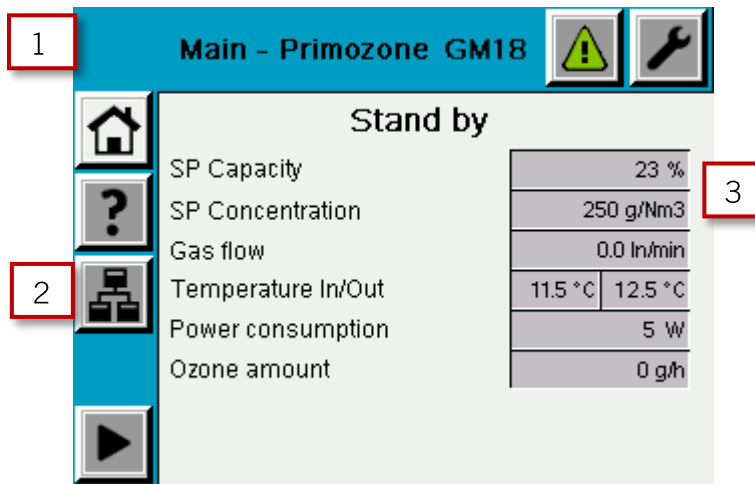 1
Main - Primozone GM18
Stand by
SP Capacity 23 %
SP Concentration 250 g/Nm3
3
Gas flow 0.0 ln/min
2
Temperature In/Out 11.5 °C 12.5 °C
Power consumption 5 W
Ozone amount 0 g/h